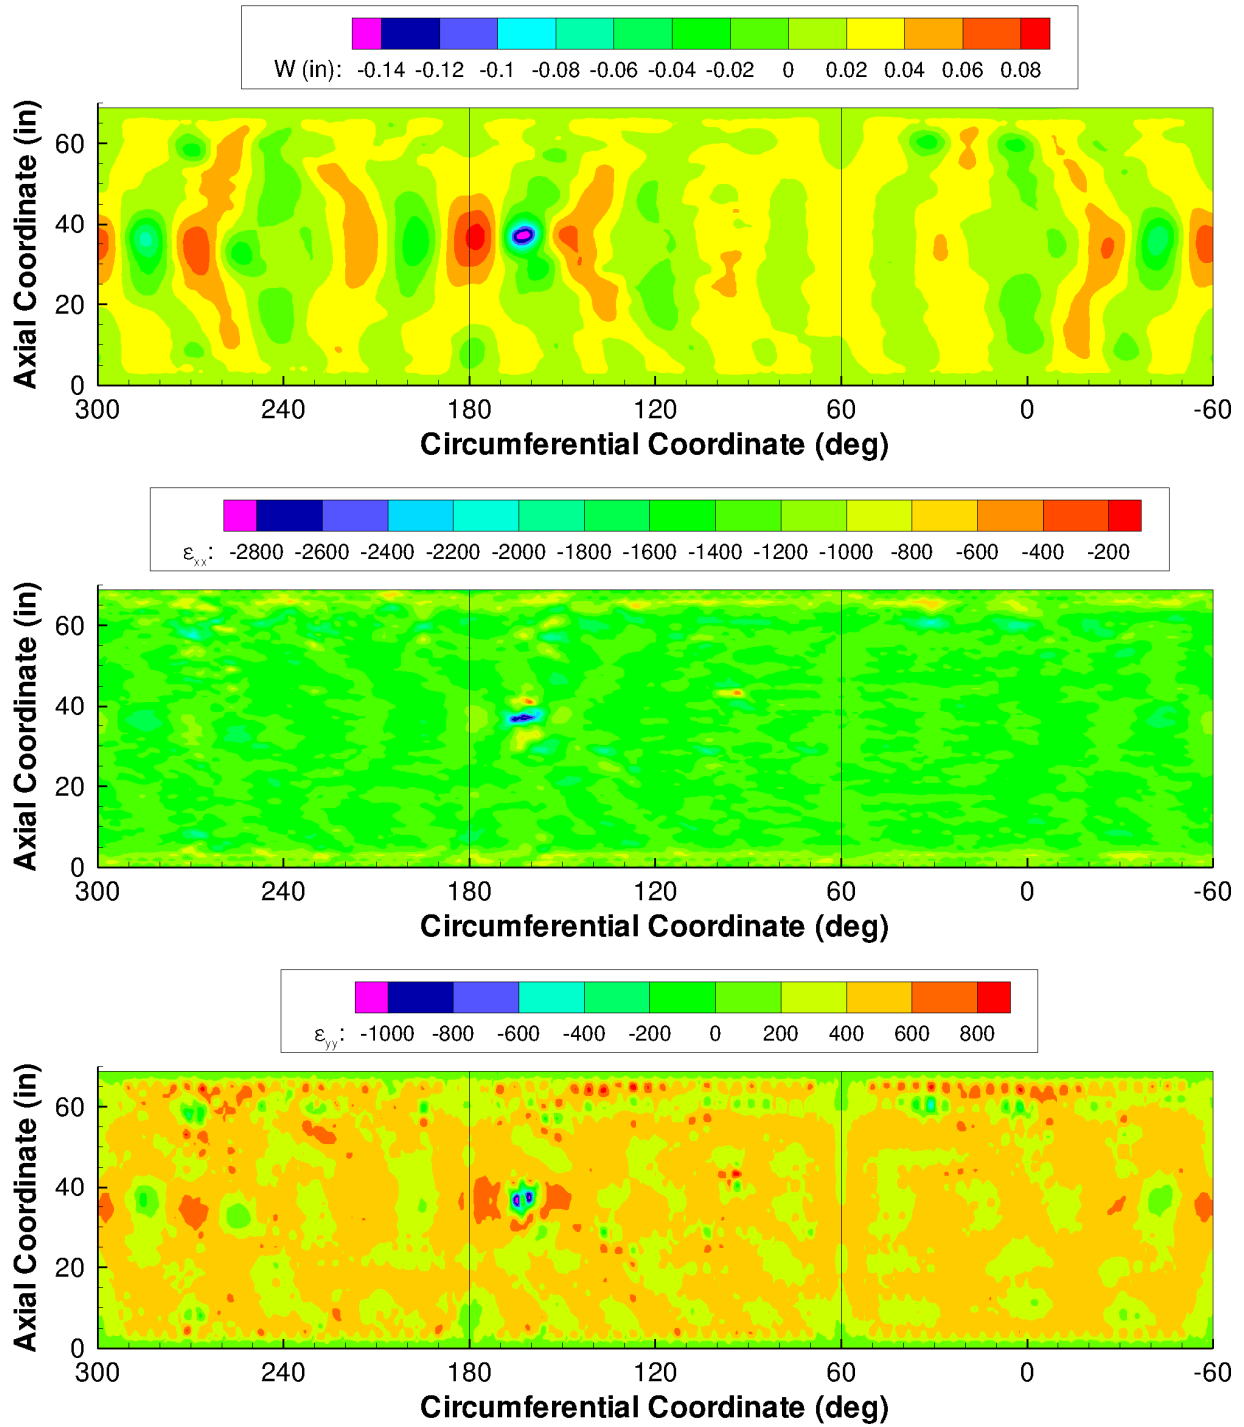 W (in): -0.14 -0.12 -0.1 -0.08 -0.06 -0.04 -0.02 0 0.02 0.04 0.06 0.08
Axial Coordinate (in)
60
40
20
0
300 240 180 120 60 0 -60
Circumferential Coordinate (deg)
ε_xx: -2800 -2600 -2400 -2200 -2000 -1800 -1600 -1400 -1200 -1000 -800 -600 -400 -200
Axial Coordinate (in)
60
40
20
0
300 240 180 120 60 0 -60
Circumferential Coordinate (deg)
ε_yy: -1000 -800 -600 -400 -200 0 200 400 600 800
Axial Coordinate (in)
60
40
20
0
300 240 180 120 60 0 -60
Circumferential Coordinate (deg)